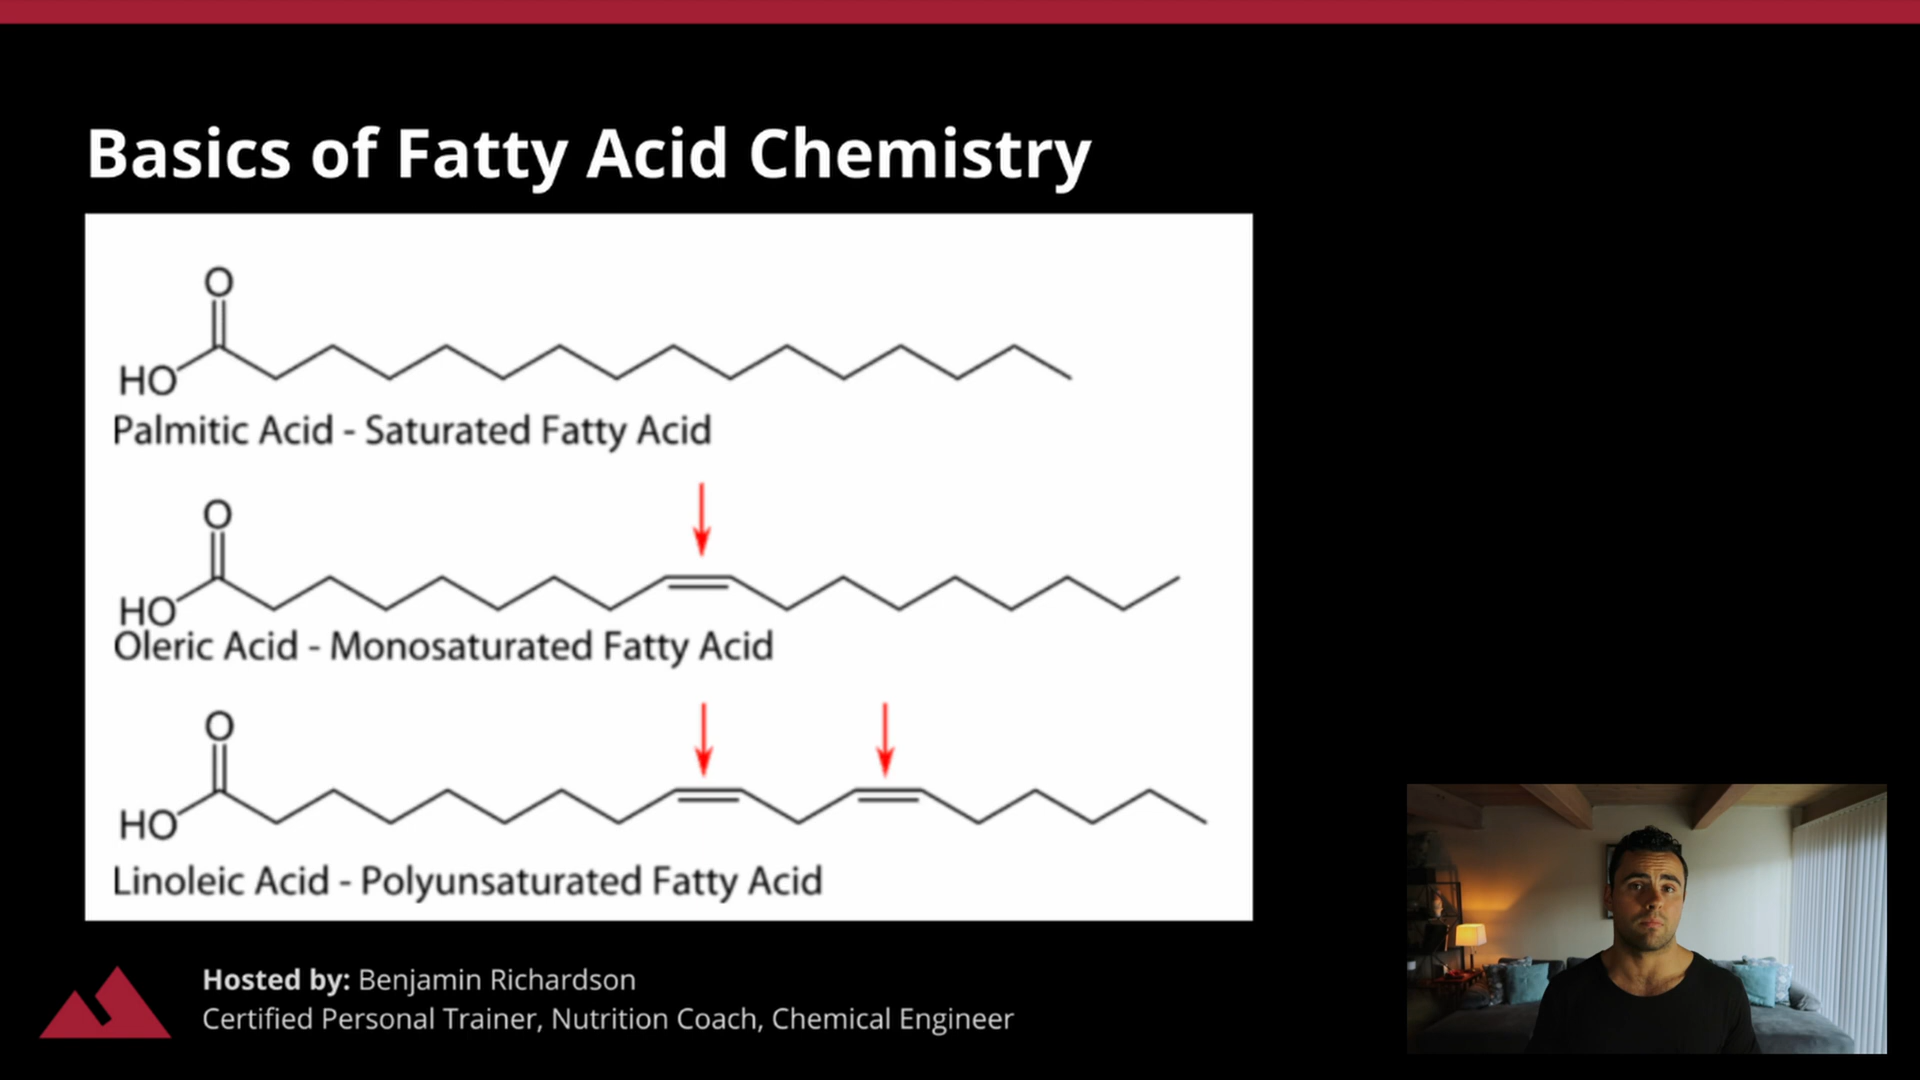 Basics of Fatty Acid Chemistry
O
HO
Palmitic Acid - Saturated Fatty Acid
O
HO
Oleric Acid - Monosaturated Fatty Acid
O
HO
Linoleic Acid - Polyunsaturated Fatty Acid
Hosted by: Benjamin Richardson
Certified Personal Trainer, Nutrition Coach, Chemical Engineer